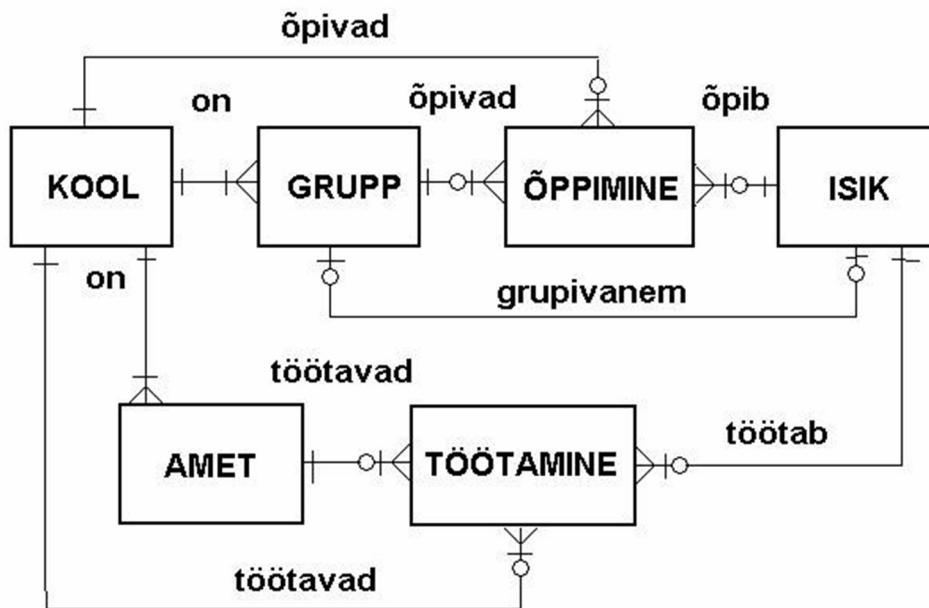 õpivad
on
õpivad
õpib
KOOL
GRUPP
ÕPPIMINE
ISIK
on
grupivanem
töötavad
töötab
AMET
TÖÖTAMINE
töötavad